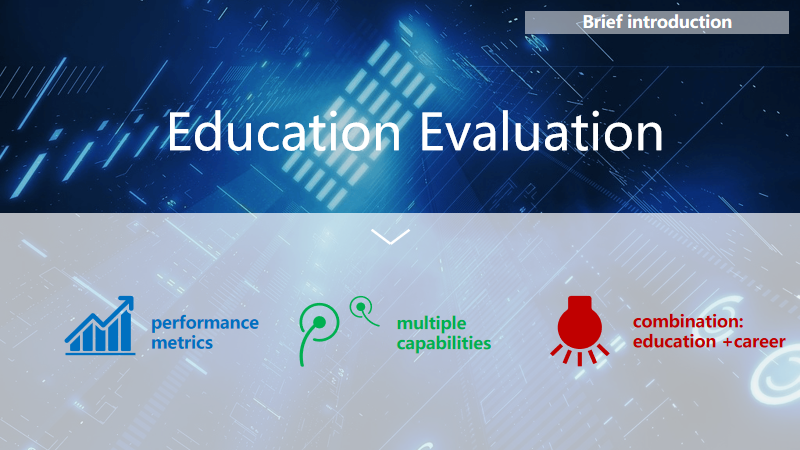 Brief introduction
Education Evaluation
performance
metrics
multiple
capabilities
combination:
education +career